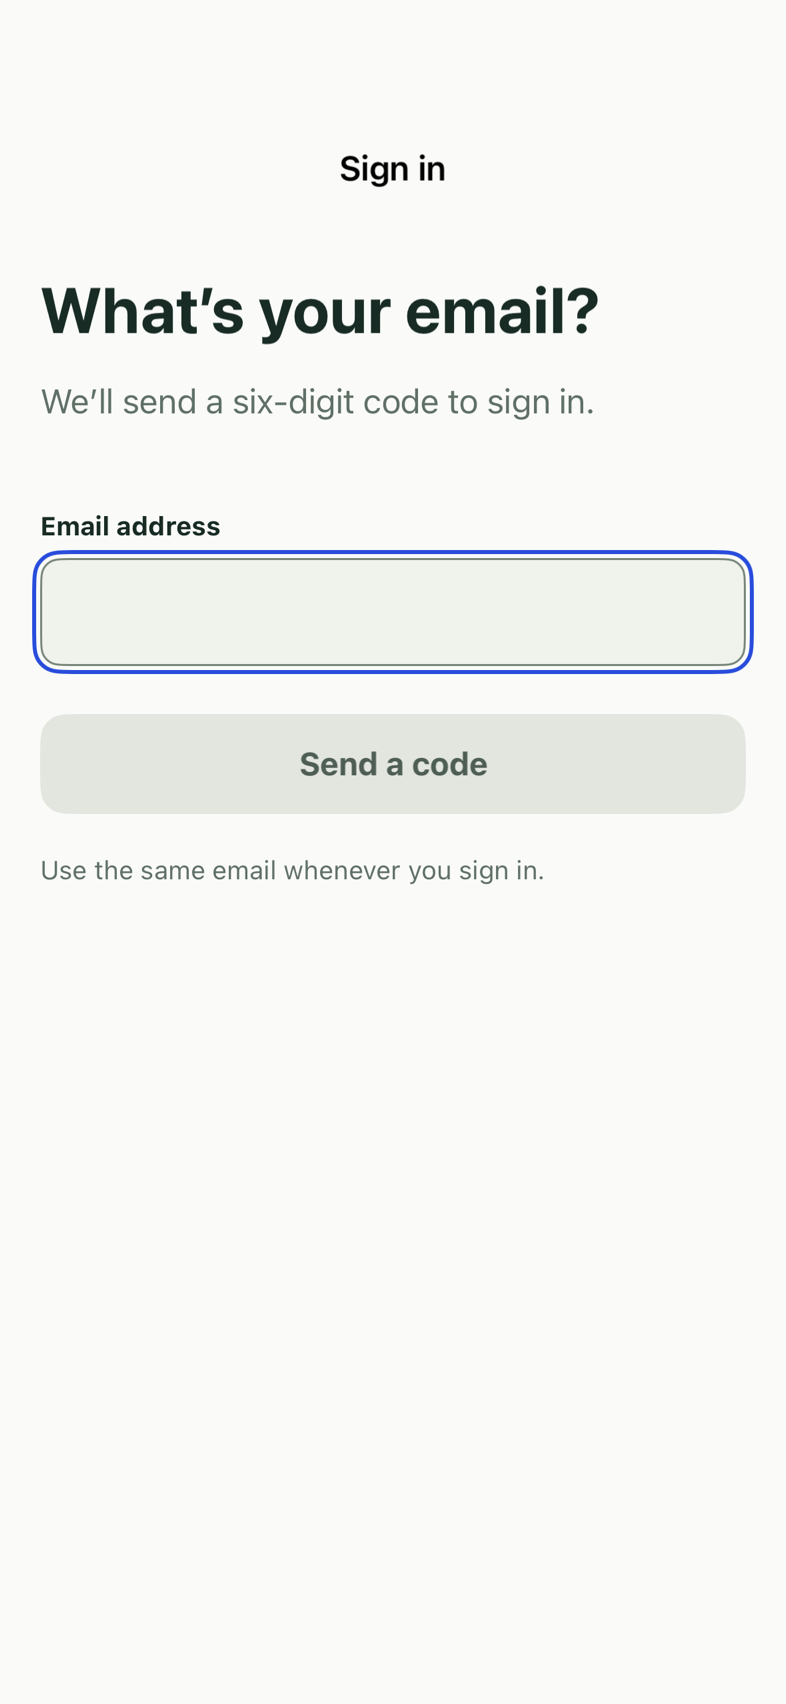 Sign in
What’s your email?
We’ll send a six-digit code to sign in.
Email address
Send a code
Use the same email whenever you sign in.